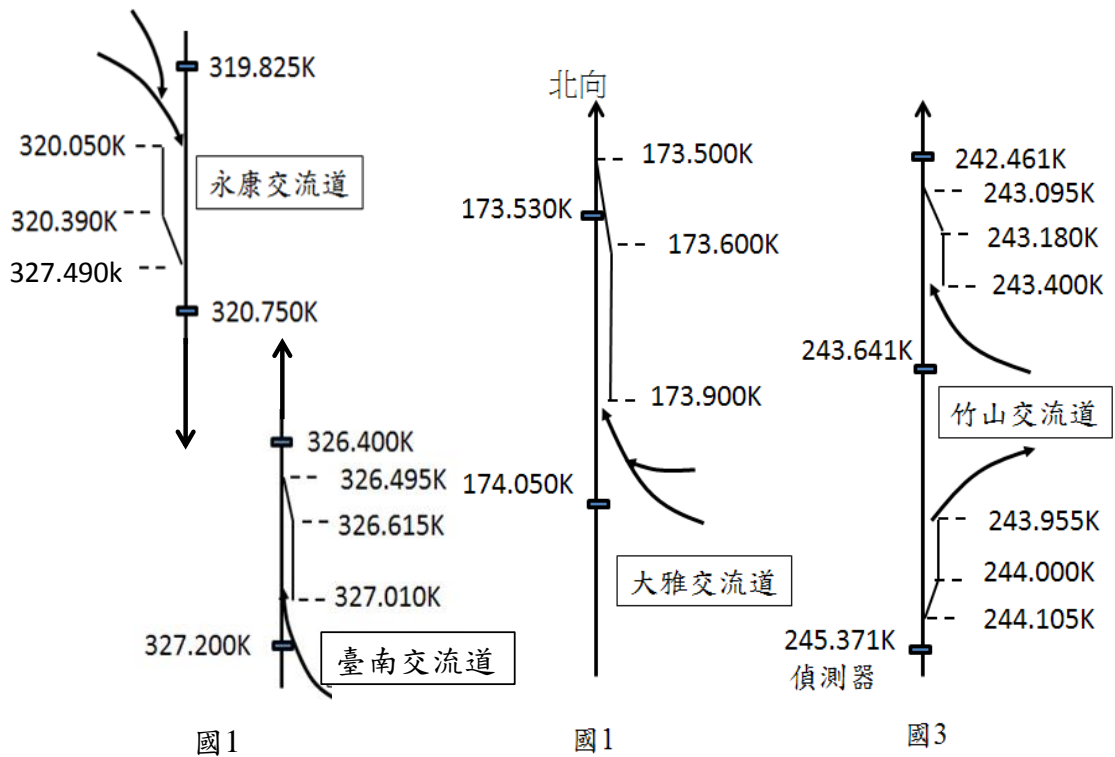 319.825K
320.050K
永康交流道
320.390K
327.490k
320.750K
326.400K
326.495K
326.615K
327.010K
327.200K
臺南交流道
國1
北向
173.500K
173.530K
173.600K
173.900K
174.050K
大雅交流道
國1
242.461K
243.095K
243.180K
243.400K
243.641K
竹山交流道
243.955K
244.000K
244.105K
245.371K
偵測器
國3